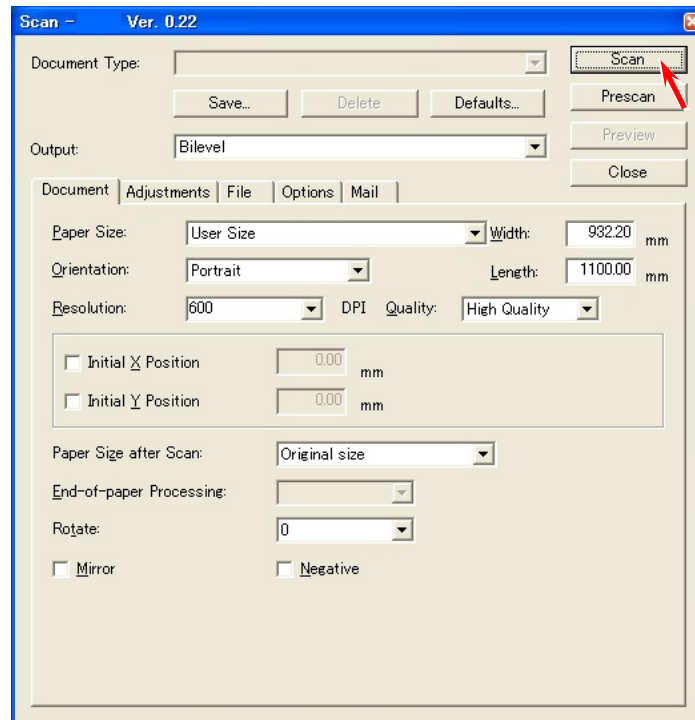 Scan - Ver. 0.22
Document Type:
Scan
Save... Delete Defaults... Prescan
Output: Bilevel Preview
Close
Document Adjustments File Options Mail
Paper Size: User Size Width: 932.20 mm
Orientation: Portrait Length: 1100.00 mm
Resolution: 600 DPI Quality: High Quality
Initial X Position 0.00 mm
Initial Y Position 0.00 mm
Paper Size after Scan: Original size
End-of-paper Processing:
Rotate: 0
Mirror Negative